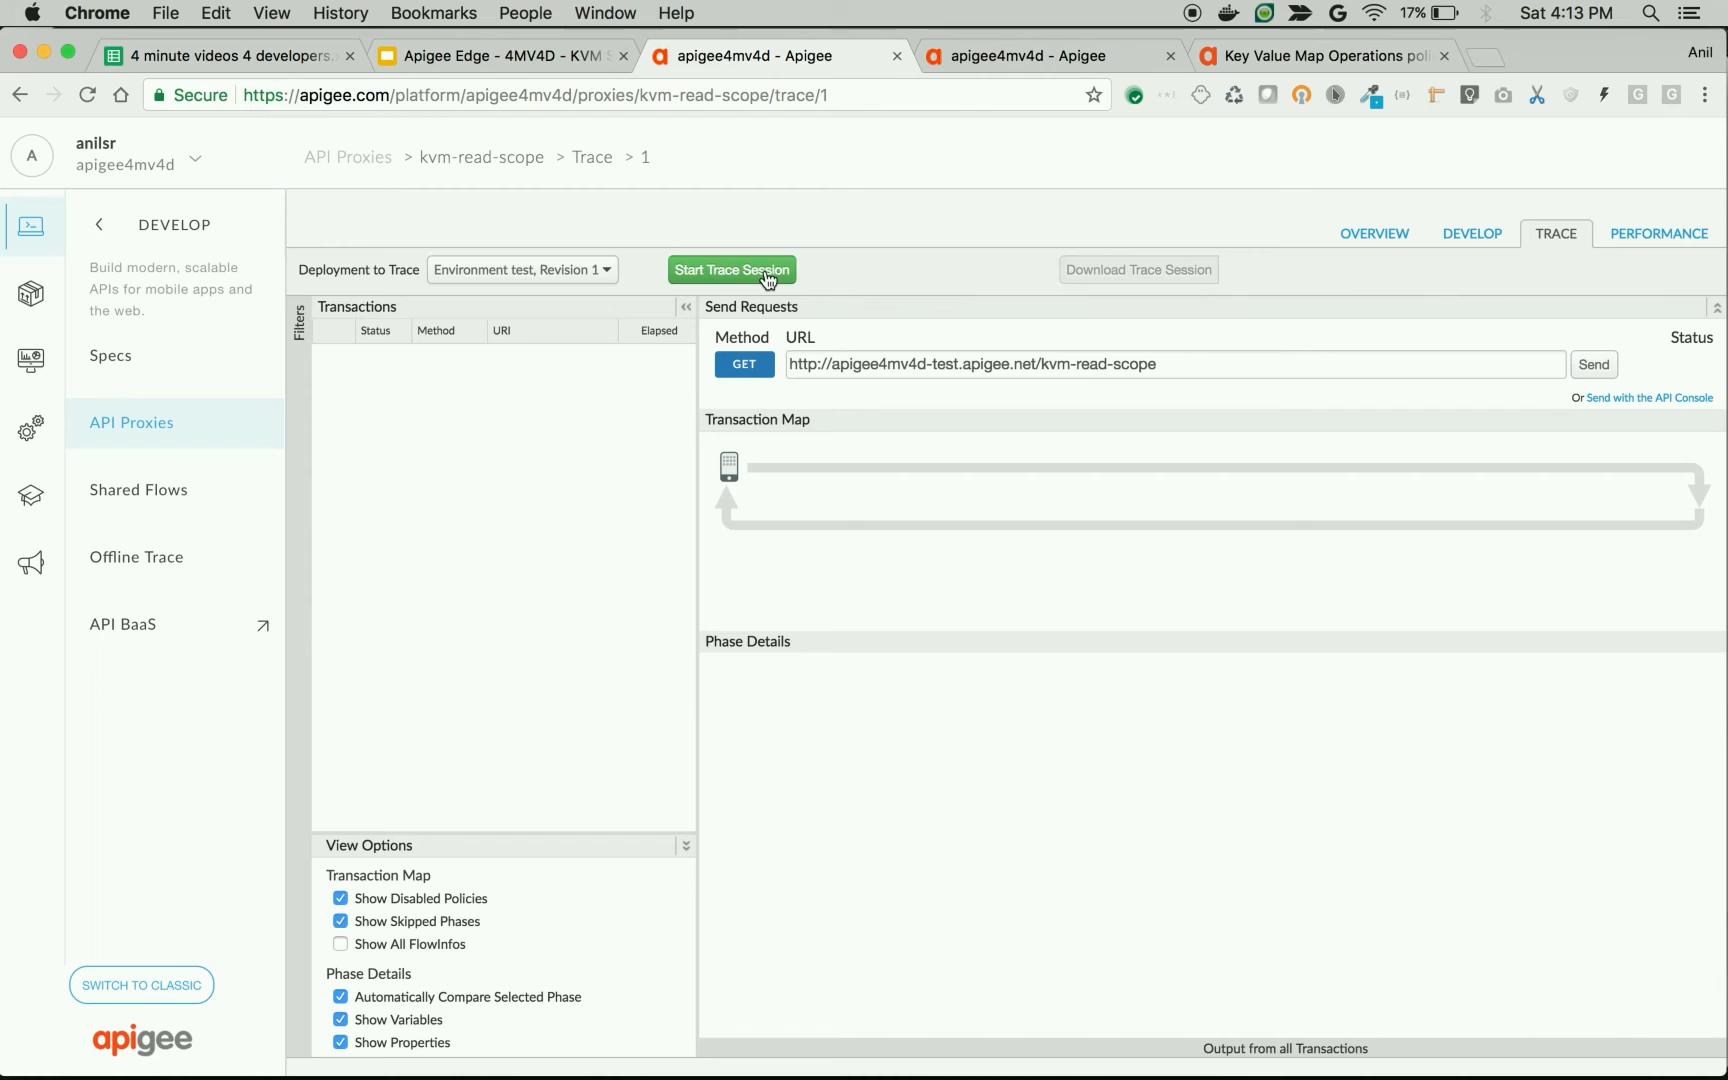 Chrome File Edit View History Bookmarks People Window Help 17% Sat 4:13 PM
4 minute videos 4 developers. Apigee Edge - 4MV4D - KVM S apigee4mv4d - Apigee apigee4mv4d - Apigee Key Value Map Operations poli Anil
Secure https://apigee.com/platform/apigee4mv4d/proxies/kvm-read-scope/trace/1
A
anilsr
apigee4mv4d
API Proxies > kvm-read-scope > Trace > 1
DEVELOP
Build modern, scalable
APIs for mobile apps and
the web.
Specs
API Proxies
Shared Flows
Offline Trace
API BaaS
SWITCH TO CLASSIC
apigee
OVERVIEW DEVELOP TRACE PERFORMANCE
Deployment to Trace Environment test, Revision 1 Start Trace Session Download Trace Session
Filters
Transactions
Status Method URI Elapsed
View Options
Transaction Map
Show Disabled Policies
Show Skipped Phases
Show All FlowInfos
Phase Details
Automatically Compare Selected Phase
Show Variables
Show Properties
Send Requests
Method URL Status
GET http://apigee4mv4d-test.apigee.net/kvm-read-scope Send
Or Send with the API Console
Transaction Map
Phase Details
Output from all Transactions